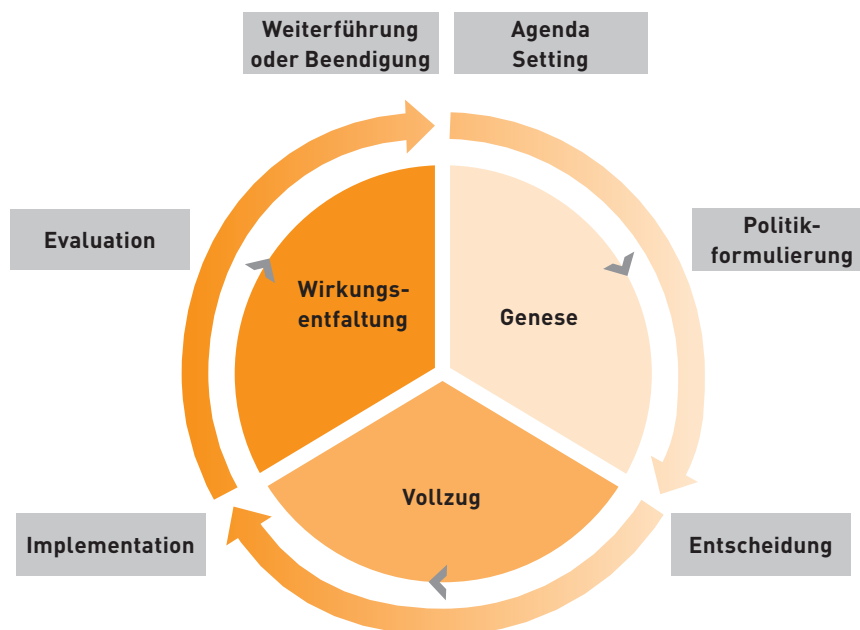 Weiterführung
oder Beendigung
Agenda
Setting
Evaluation
Politik-
formulierung
Wirkungs-
entfaltung
Genese
Vollzug
Implementation
Entscheidung